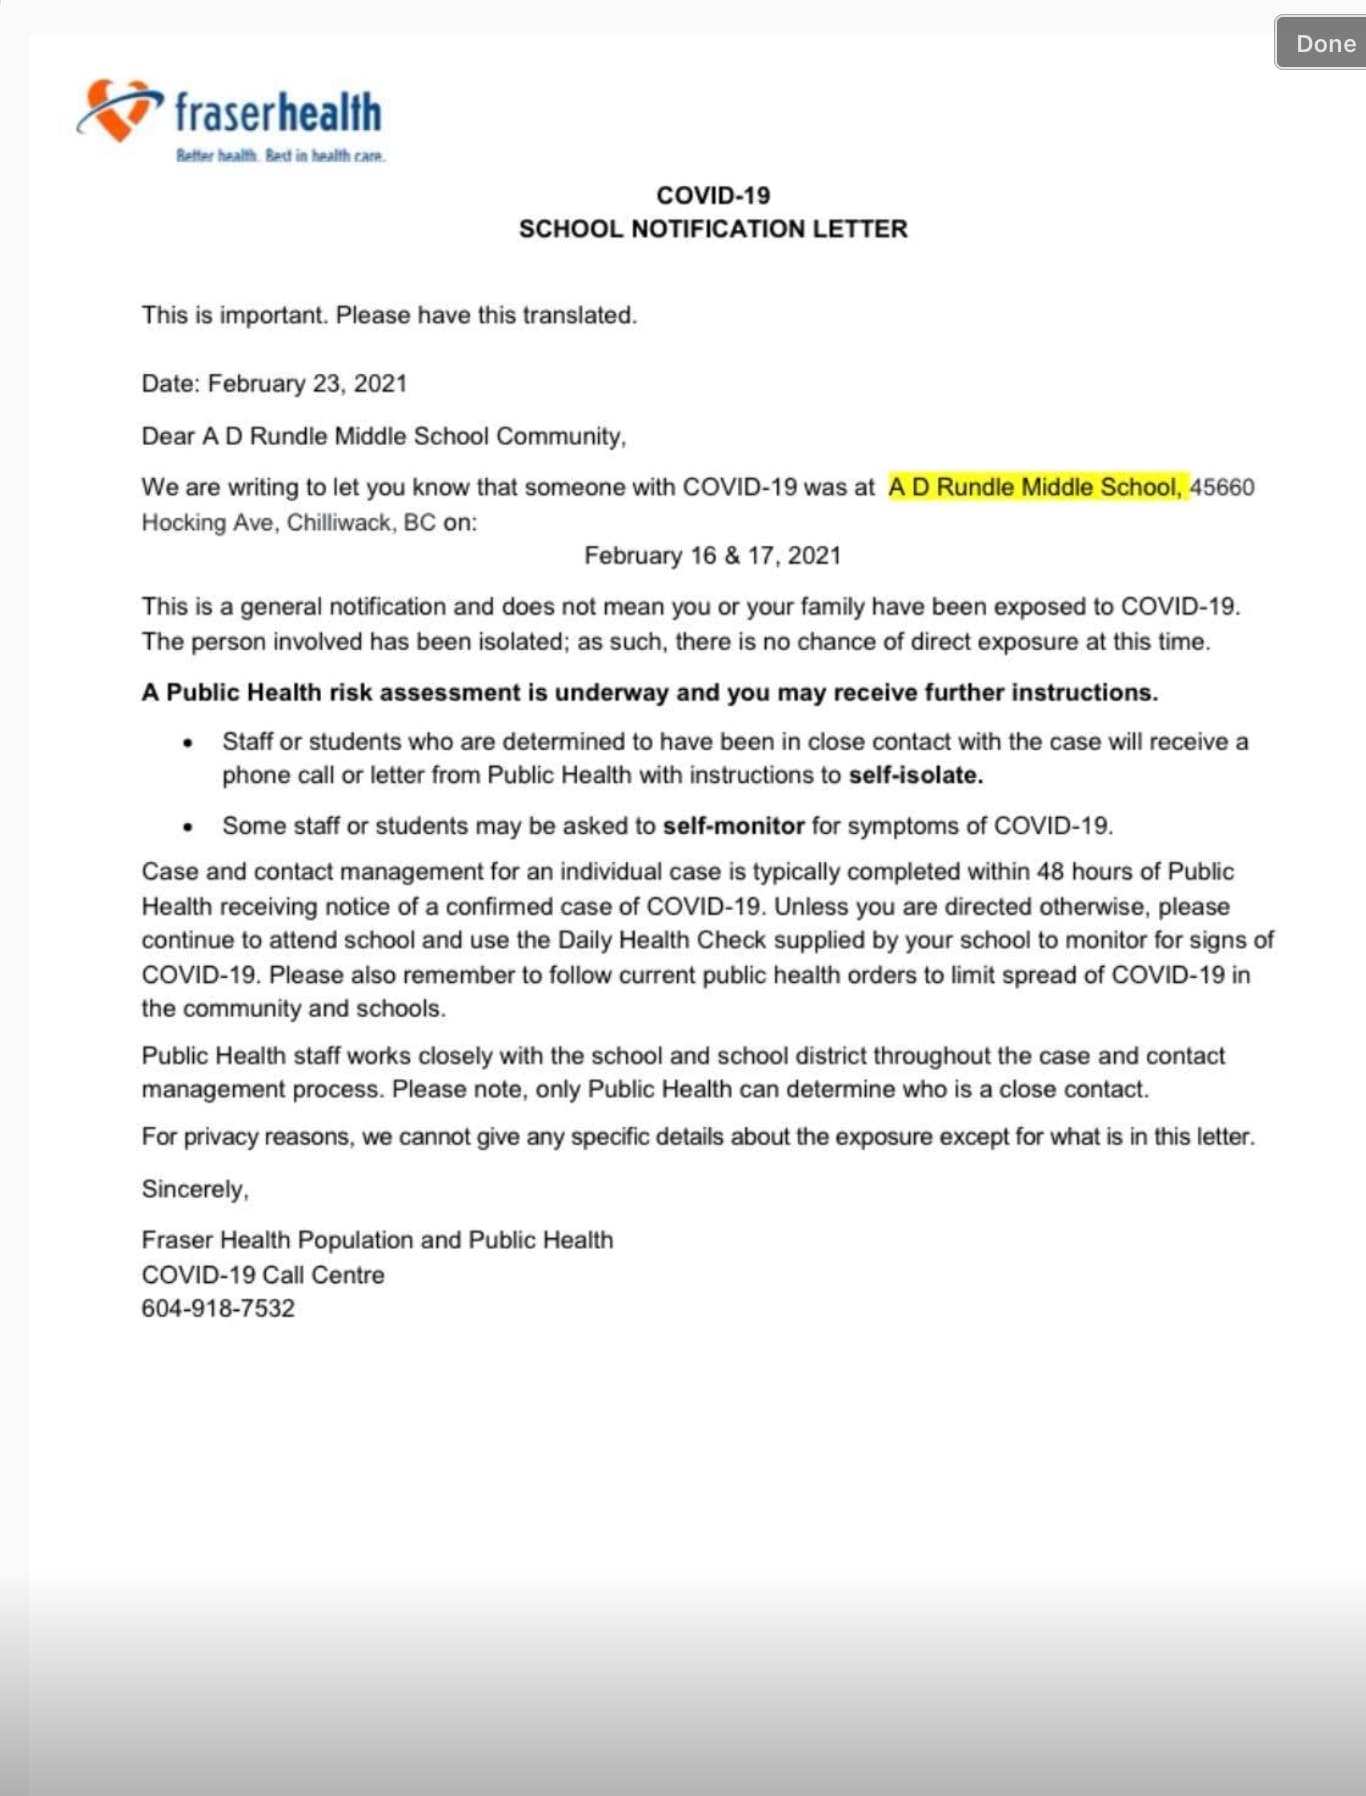 Done
fraserhealth
Better health. Best in health care.
COVID-19
SCHOOL NOTIFICATION LETTER
This is important. Please have this translated.
Date: February 23, 2021
Dear A D Rundle Middle School Community,
We are writing to let you know that someone with COVID-19 was at A D Rundle Middle School, 45660
Hocking Ave, Chilliwack, BC on:
February 16 & 17, 2021
This is a general notification and does not mean you or your family have been exposed to COVID-19.
The person involved has been isolated; as such, there is no chance of direct exposure at this time.
A Public Health risk assessment is underway and you may receive further instructions.
• Staff or students who are determined to have been in close contact with the case will receive a
phone call or letter from Public Health with instructions to self-isolate.
• Some staff or students may be asked to self-monitor for symptoms of COVID-19.
Case and contact management for an individual case is typically completed within 48 hours of Public
Health receiving notice of a confirmed case of COVID-19. Unless you are directed otherwise, please
continue to attend school and use the Daily Health Check supplied by your school to monitor for signs of
COVID-19. Please also remember to follow current public health orders to limit spread of COVID-19 in
the community and schools.
Public Health staff works closely with the school and school district throughout the case and contact
management process. Please note, only Public Health can determine who is a close contact.
For privacy reasons, we cannot give any specific details about the exposure except for what is in this letter.
Sincerely,
Fraser Health Population and Public Health
COVID-19 Call Centre
604-918-7532